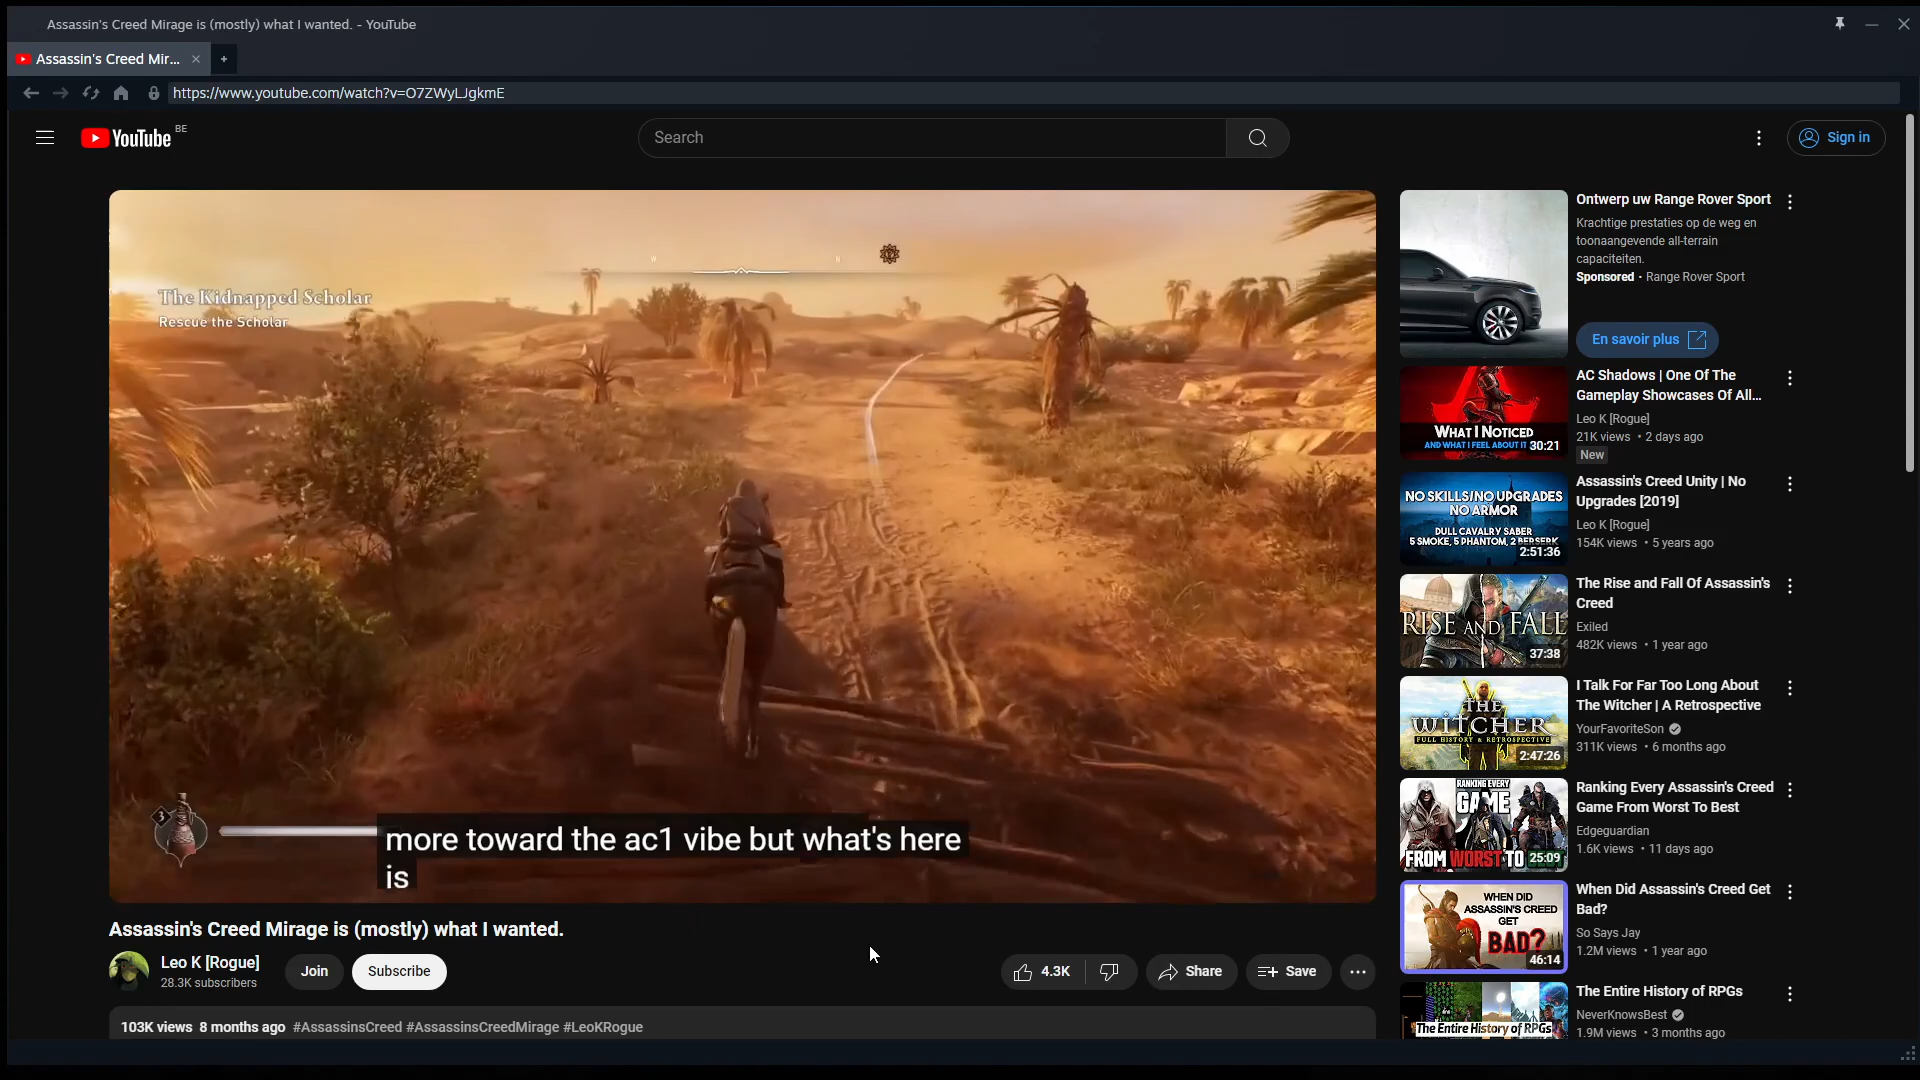 Assassin's Creed Mirage is (mostly) what I wanted. - YouTube
Assassin's Creed Mir...
https://www.youtube.com/watch?v=O7ZWyLJgkmE
YouTube BE
Search
Sign in
W
N
The Kidnapped Scholar
Rescue the Scholar
3
more toward the ac1 vibe but what's here
is
Assassin's Creed Mirage is (mostly) what I wanted.
Leo K [Rogue]
28.3K subscribers
Join
Subscribe
4.3K
Share
Save
103K views 8 months ago #AssassinsCreed #AssassinsCreedMirage #LeoKRogue
Ontwerp uw Range Rover Sport
Krachtige prestaties op de weg en
toonaangevende all-terrain
capaciteiten.
Sponsored • Range Rover Sport
En savoir plus
WHAT I NOTICED
AND WHAT I FEEL ABOUT IT
30:21
AC Shadows | One Of The
Gameplay Showcases Of All...
Leo K [Rogue]
21K views • 2 days ago
New
NO SKILLS/NO UPGRADES
NO ARMOR
DULL CAVALRY SABER
5 SMOKE, 5 PHANTOM, 2 BERSERK
2:51:36
Assassin's Creed Unity | No
Upgrades [2019]
Leo K [Rogue]
154K views • 5 years ago
RISE AND FALL
37:38
The Rise and Fall Of Assassin's
Creed
Exiled
482K views • 1 year ago
THE
WITCHER
FULL HISTORY & RETROSPECTIVE
2:47:26
I Talk For Far Too Long About
The Witcher | A Retrospective
YourFavoriteSon
311K views • 6 months ago
RANKING EVERY
GAME
FROM WORST TO
25:09
Ranking Every Assassin's Creed
Game From Worst To Best
Edgeguardian
1.6K views • 11 days ago
WHEN DID
ASSASSIN'S CREED
GET
BAD?
46:14
When Did Assassin's Creed Get
Bad?
So Says Jay
1.2M views • 1 year ago
The Entire History of RPGs
The Entire History of RPGs
NeverKnowsBest
1.9M views • 3 months ago